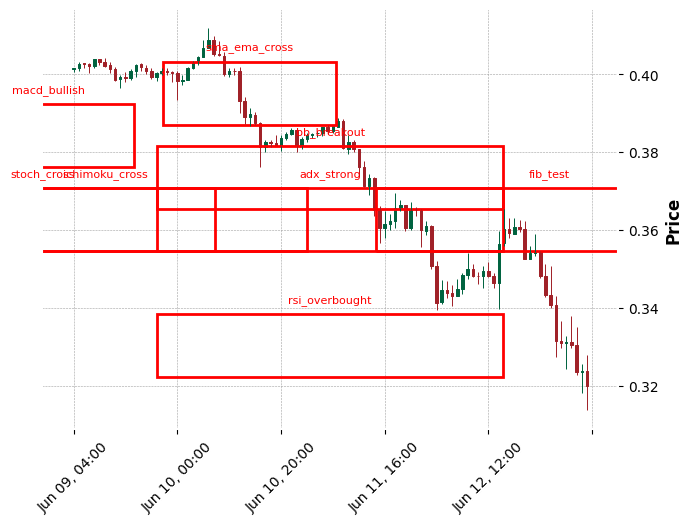 sma_ema_cross
0.40
macd_bullish
bb_breakout
0.38
stoch_cross
ichimoku_cross
adx_strong
fib_test
0.36
Price
0.34
rsi_overbought
0.32
Jun 09, 04:00
Jun 10, 00:00
Jun 10, 20:00
Jun 11, 16:00
Jun 12, 12:00